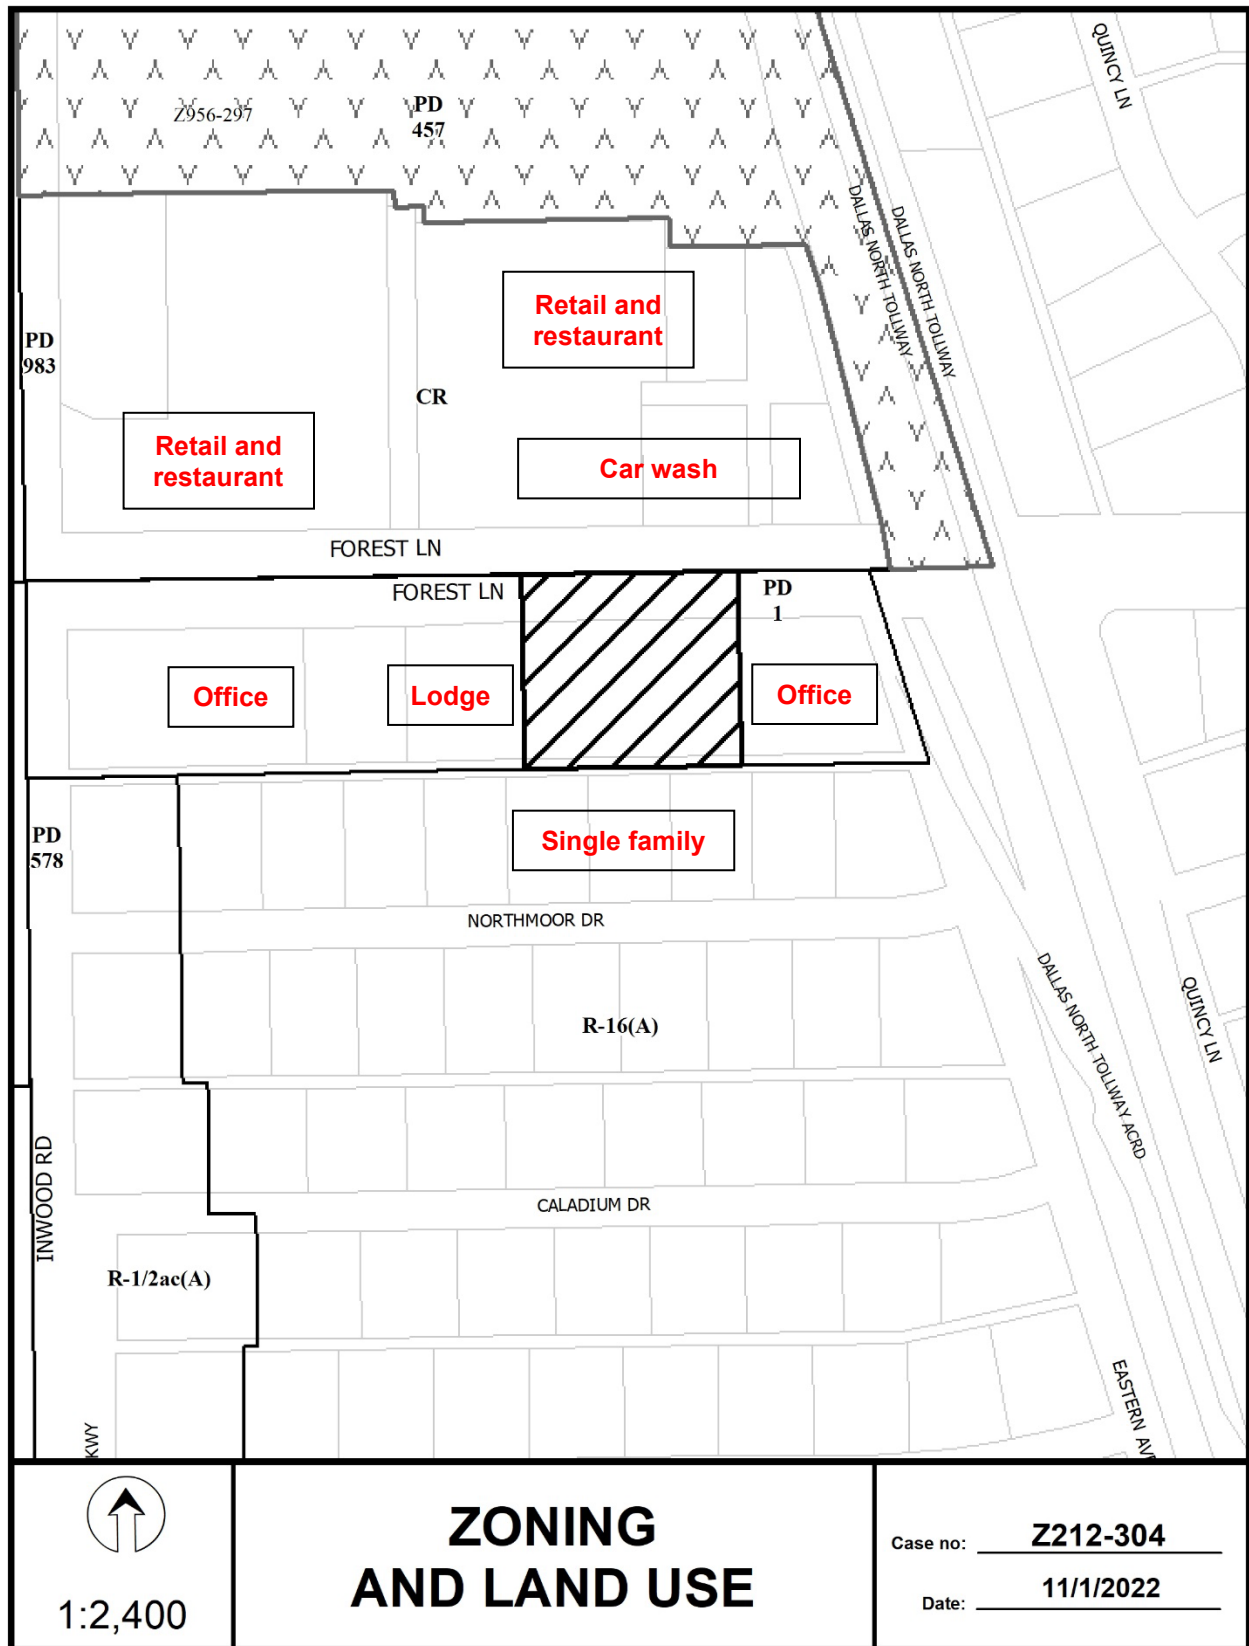 QUINCY LN
Z956-297
PD
457
DALLAS NORTH TOLLWAY
DALLAS NORTH TOLLWAY
Retail and
restaurant
PD
983
CR
Retail and
restaurant
Car wash
FOREST LN
FOREST LN
PD
1
Office
Lodge
Office
Single family
PD
578
NORTHMOOR DR
DALLAS NORTH TOLLWAY ACRD
QUINCY LN
R-16(A)
INWOOD RD
CALADIUM DR
R-1/2ac(A)
EASTERN AVE
KWY
1:2,400
ZONING
AND LAND USE
Case no: Z212-304
Date: 11/1/2022